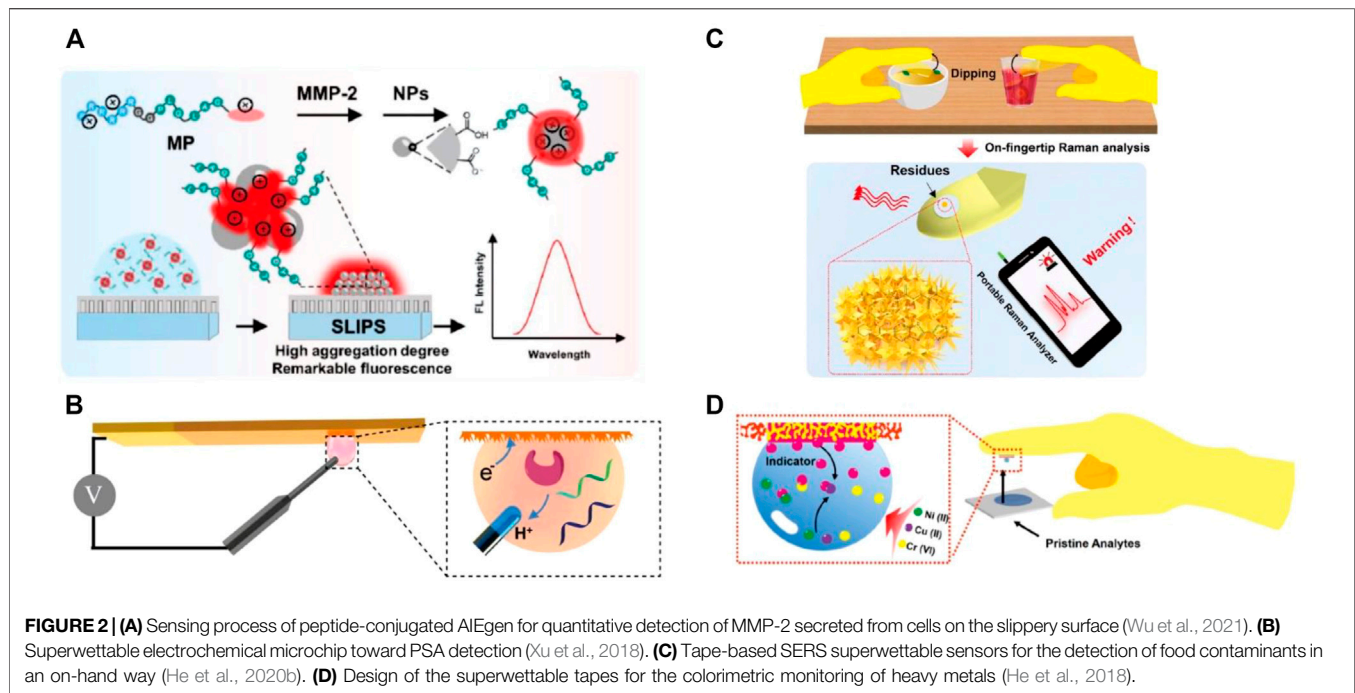 A
MMP-2
NPs
OH
O-
MP
SLIPS
High aggregation degree
Remarkable fluorescence
FL Intensity
Wavelength
B
V
e-
H+
C
Dipping
On-fingertip Raman analysis
Residues
Warning!
Portable Raman Analyzer
D
Indicator
Ni (II)
Cu (II)
Cr (VI)
Pristine Analytes
FIGURE 2 | (A) Sensing process of peptide-conjugated AIEgen for quantitative detection of MMP-2 secreted from cells on the slippery surface (Wu et al., 2021). (B)
Superwettable electrochemical microchip toward PSA detection (Xu et al., 2018). (C) Tape-based SERS superwettable sensors for the detection of food contaminants in
an on-hand way (He et al., 2020b). (D) Design of the superwettable tapes for the colorimetric monitoring of heavy metals (He et al., 2018).